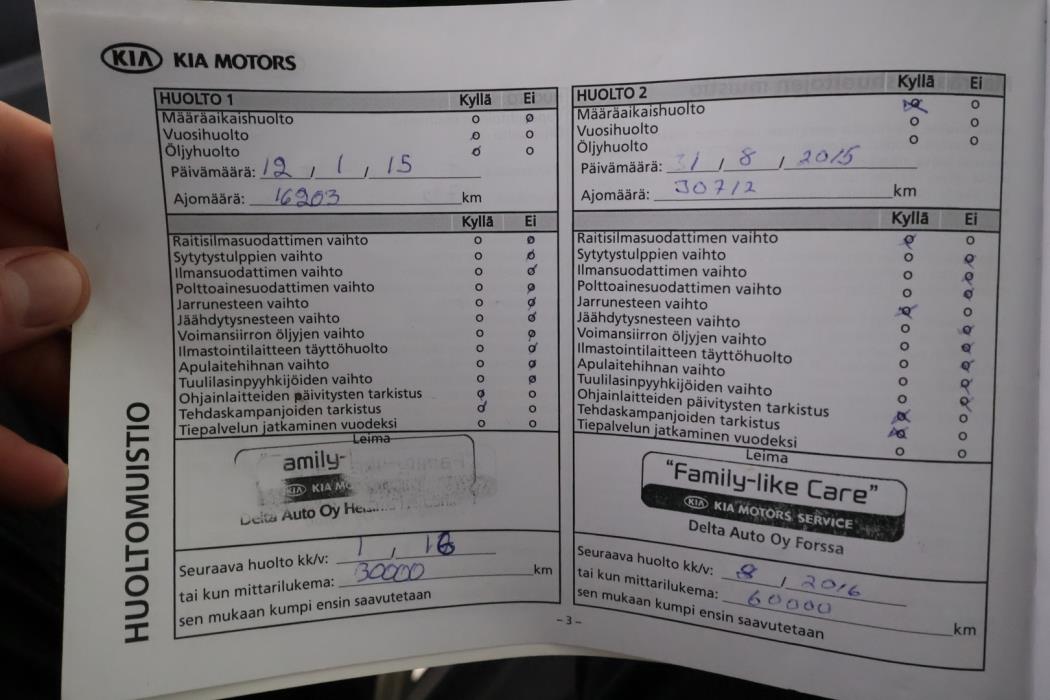 KIA KIA MOTORS
HUOLTOMUISTIO
HUOLTO 1 Kyllä Ei
Määräaikaishuolto
Vuosihuolto
Öljyhuolto
Päivämäärä: 12 / 1 / 15
Ajomäärä: 16203 km
Kyllä Ei
Raitisilmasuodattimen vaihto
Sytytystulppien vaihto
Ilmansuodattimen vaihto
Polttoainesuodattimen vaihto
Jarrunesteen vaihto
Jäähdytysnesteen vaihto
Voimansiirron öljyjen vaihto
Ilmastointilaitteen täyttöhuolto
Apulaitehihnan vaihto
Tuulilasinpyyhkijöiden vaihto
Ohjainlaitteiden päivitysten tarkistus
Tehdaskampanjoiden tarkistus
Tiepalvelun jatkaminen vuodeksi
Leima
amily-
KIA
Delta Auto Oy
Seuraava huolto kk/v: 1 / 16
tai kun mittarilukema: 30000 km
sen mukaan kumpi ensin saavutetaan
HUOLTO 2 Kyllä Ei
Määräaikaishuolto
Vuosihuolto
Öljyhuolto
Päivämäärä: 31 / 8 / 2015
Ajomäärä: 30712 km
Kyllä Ei
Raitisilmasuodattimen vaihto
Sytytystulppien vaihto
Ilmansuodattimen vaihto
Polttoainesuodattimen vaihto
Jarrunesteen vaihto
Jäähdytysnesteen vaihto
Voimansiirron öljyjen vaihto
Ilmastointilaitteen täyttöhuolto
Apulaitehihnan vaihto
Tuulilasinpyyhkijöiden vaihto
Ohjainlaitteiden päivitysten tarkistus
Tehdaskampanjoiden tarkistus
Tiepalvelun jatkaminen vuodeksi
Leima
"Family-like Care"
KIA KIA MOTORS SERVICE
Delta Auto Oy Forssa
Seuraava huolto kk/v: 8 / 2016
tai kun mittarilukema: 60000 km
sen mukaan kumpi ensin saavutetaan
-3-